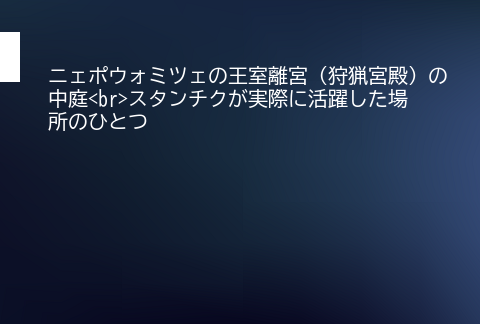 ニェポウォミツェの王室離宮（狩猟宮殿）の
中庭<br>スタンチクが実際に活躍した場
所のひとつ